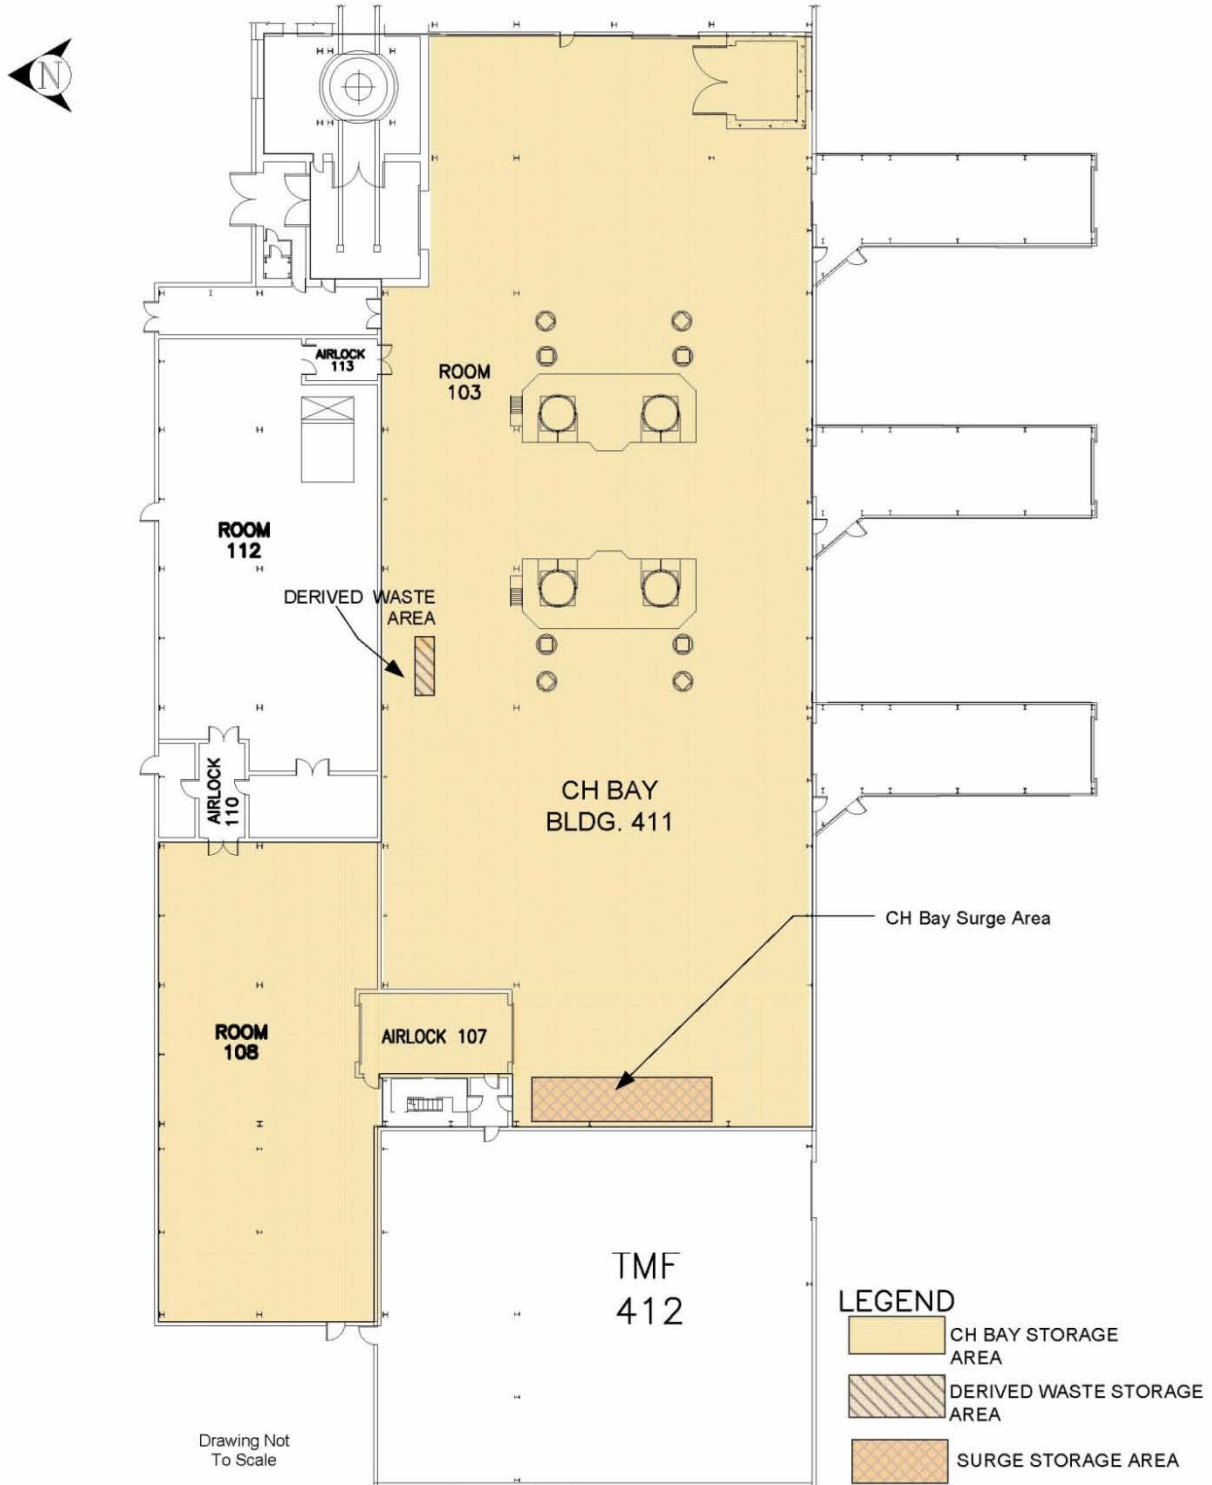 N
AIRLOCK
113
ROOM
103
ROOM
112
DERIVED WASTE
AREA
AIRLOCK
110
CH BAY
BLDG. 411
CH Bay Surge Area
ROOM
108
AIRLOCK 107
TMF
412
LEGEND
CH BAY STORAGE
AREA
DERIVED WASTE STORAGE
AREA
SURGE STORAGE AREA
Drawing Not
To Scale